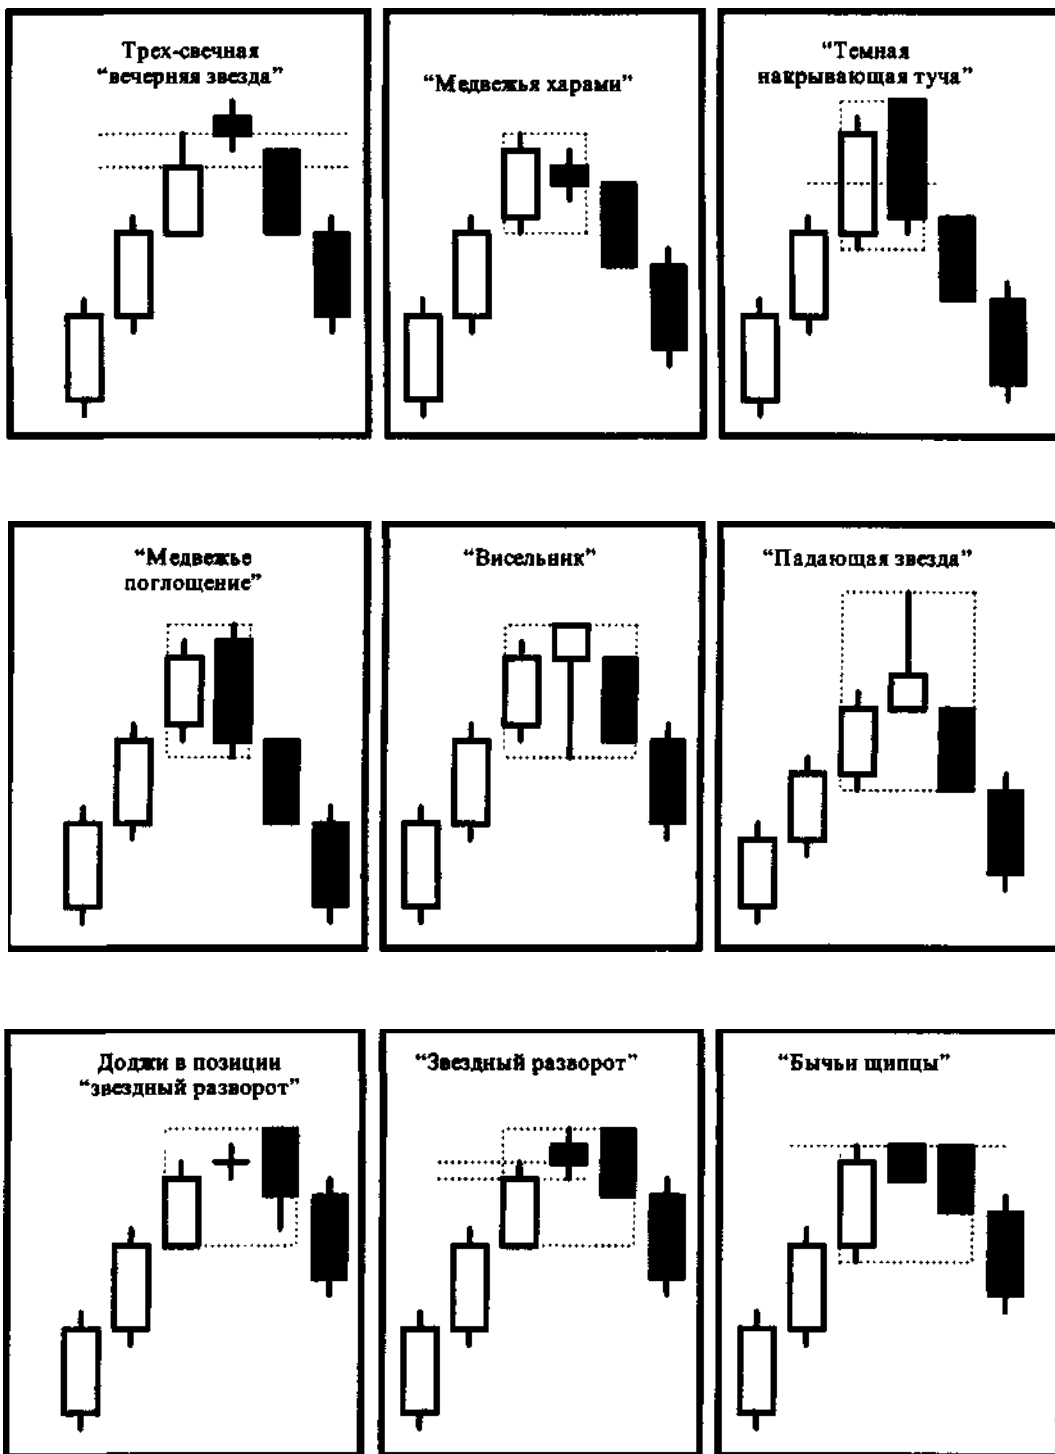 Трех-свечная
“вечерняя звезда”
“Медвежья харами”
“Темная
накрывающая туча”
“Медвежье
поглощение”
“Висельник”
“Падающая звезда”
Доджи в позиции
“звездный разворот”
“Звездный разворот”
“Бычьи щипцы”